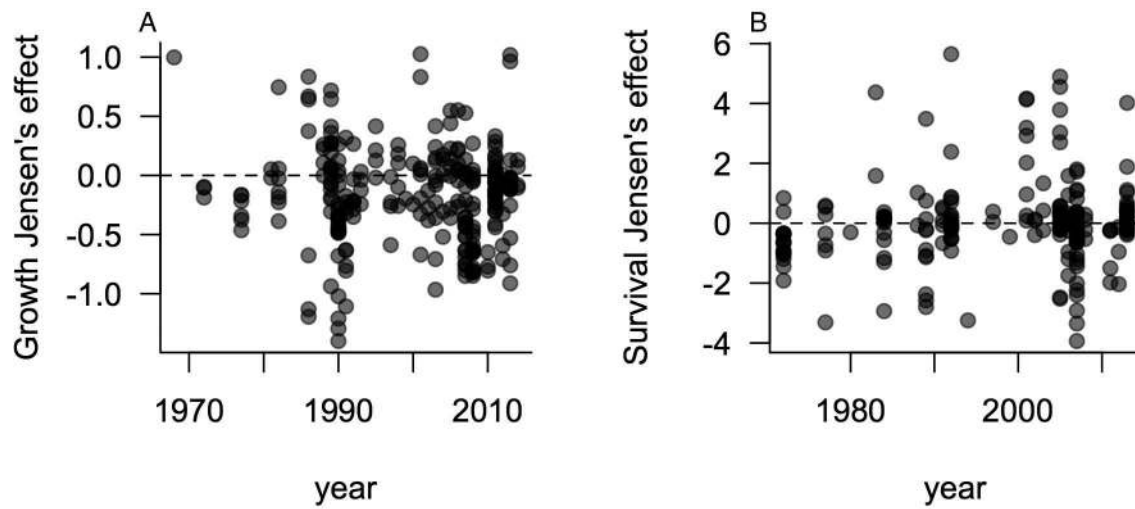 A
Growth Jensen's effect
1.0
0.5
0.0
-0.5
-1.0
1970 1990 2010
year
B
Survival Jensen's effect
6
4
2
0
-2
-4
1980 2000
year